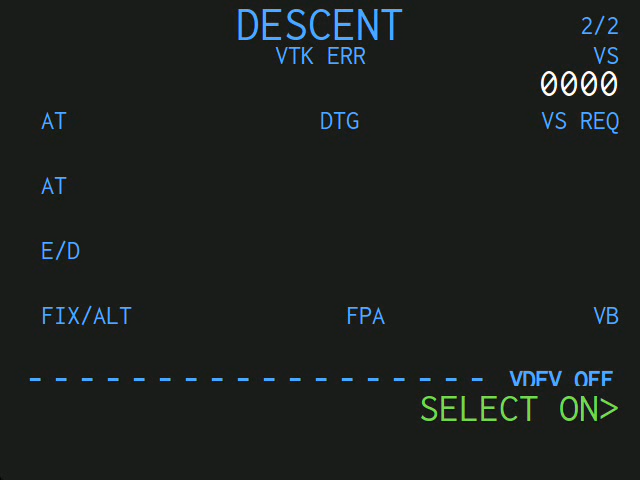 DESCENT 2/2
VTK ERR VS
0000
AT DTG VS REQ
AT
E/D
FIX/ALT FPA VB
- - - - - - - - - - - - - - - - - - VDEV OFF
SELECT ON>